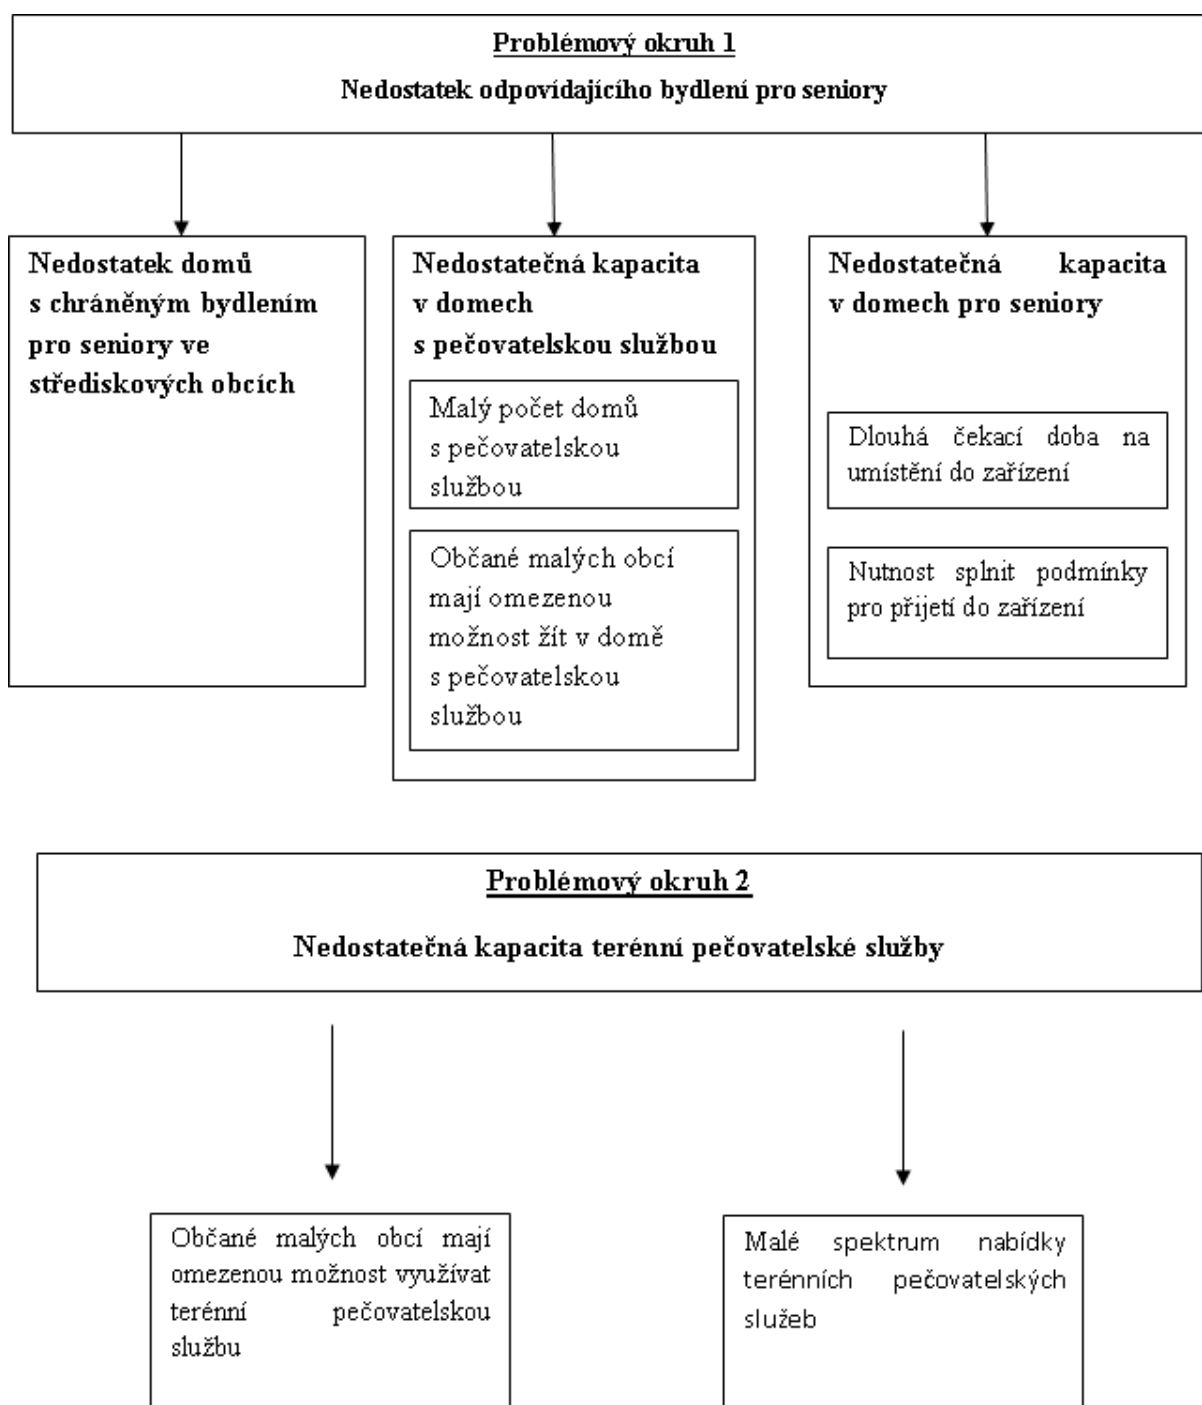 Problémový okruh 1
Nedostatek odpovídajícího bydlení pro seniory
Nedostatek domů
s chráněným bydlením
pro seniory ve
střediskových obcích
Nedostatečná kapacita
v domech
s pečovatelskou službou
Malý počet domů
s pečovatelskou
službou
Občané malých obcí
mají omezenou
možnost žít v domě
s pečovatelskou
službou
Nedostatečná kapacita
v domech pro seniory
Dlouhá čekací doba na
umístění do zařízení
Nutnost splnit podmínky
pro přijetí do zařízení
Problémový okruh 2
Nedostatečná kapacita terénní pečovatelské služby
Občané malých obcí mají
omezenou možnost využívat
terénní pečovatelskou
službu
Malé spektrum nabídky
terénních pečovatelských
služeb